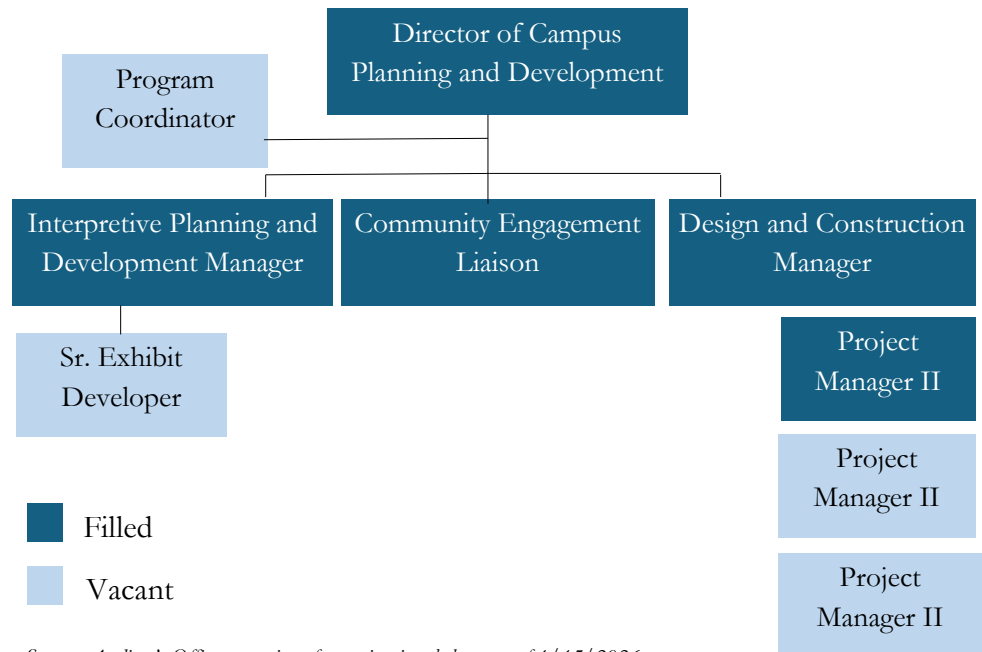 Director of Campus
Planning and Development
Program
Coordinator
Interpretive Planning and
Development Manager
Community Engagement
Liaison
Design and Construction
Manager
Sr. Exhibit
Developer
Project
Manager II
Project
Manager II
Project
Manager II
Filled
Vacant